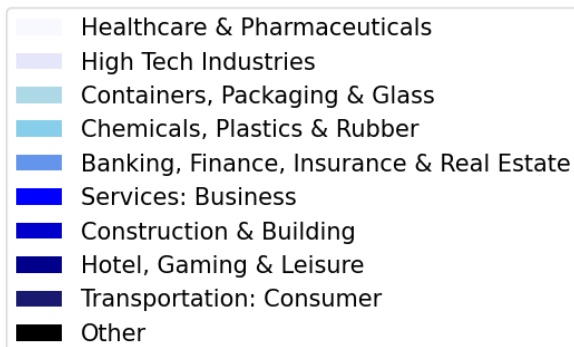 Healthcare & Pharmaceuticals
High Tech Industries
Containers, Packaging & Glass
Chemicals, Plastics & Rubber
Banking, Finance, Insurance & Real Estate
Services: Business
Construction & Building
Hotel, Gaming & Leisure
Transportation: Consumer
Other